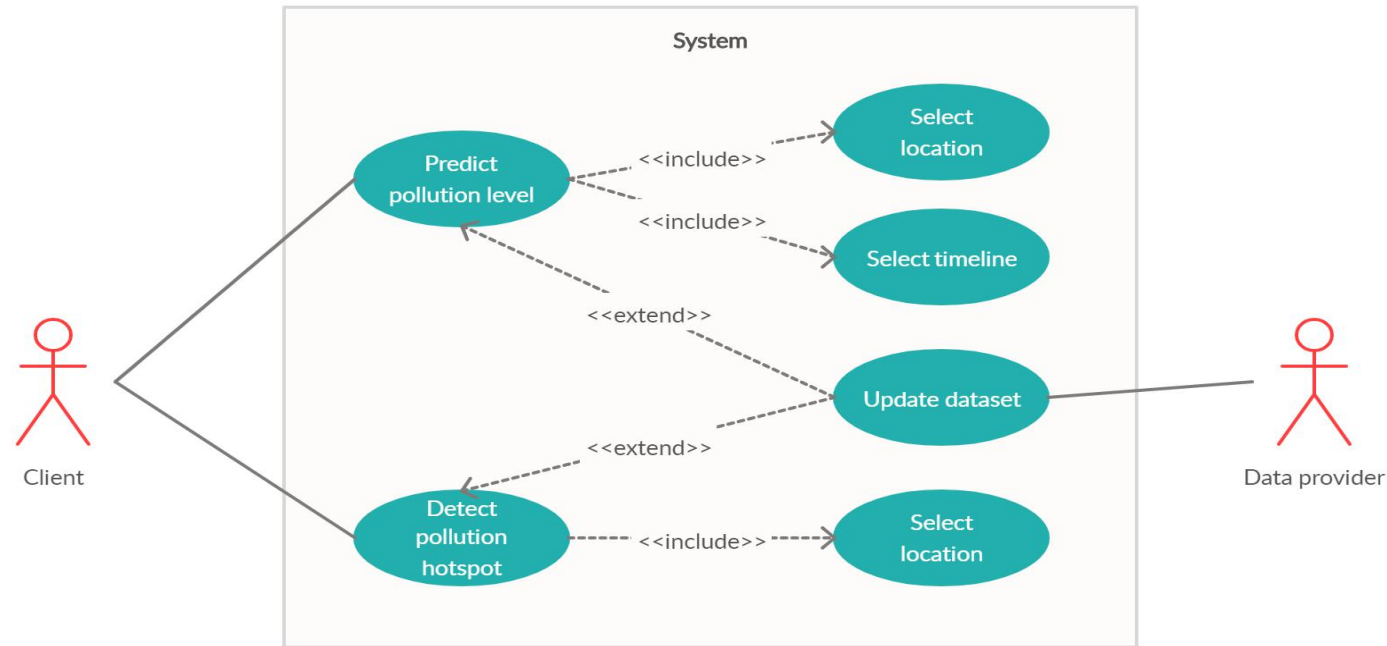 System
Select
location
Predict
pollution level
<<include>>
<<include>>
Select timeline
<<extend>>
Update dataset
<<extend>>
Client
Data provider
Detect
pollution
hotspot
<<include>>
Select
location